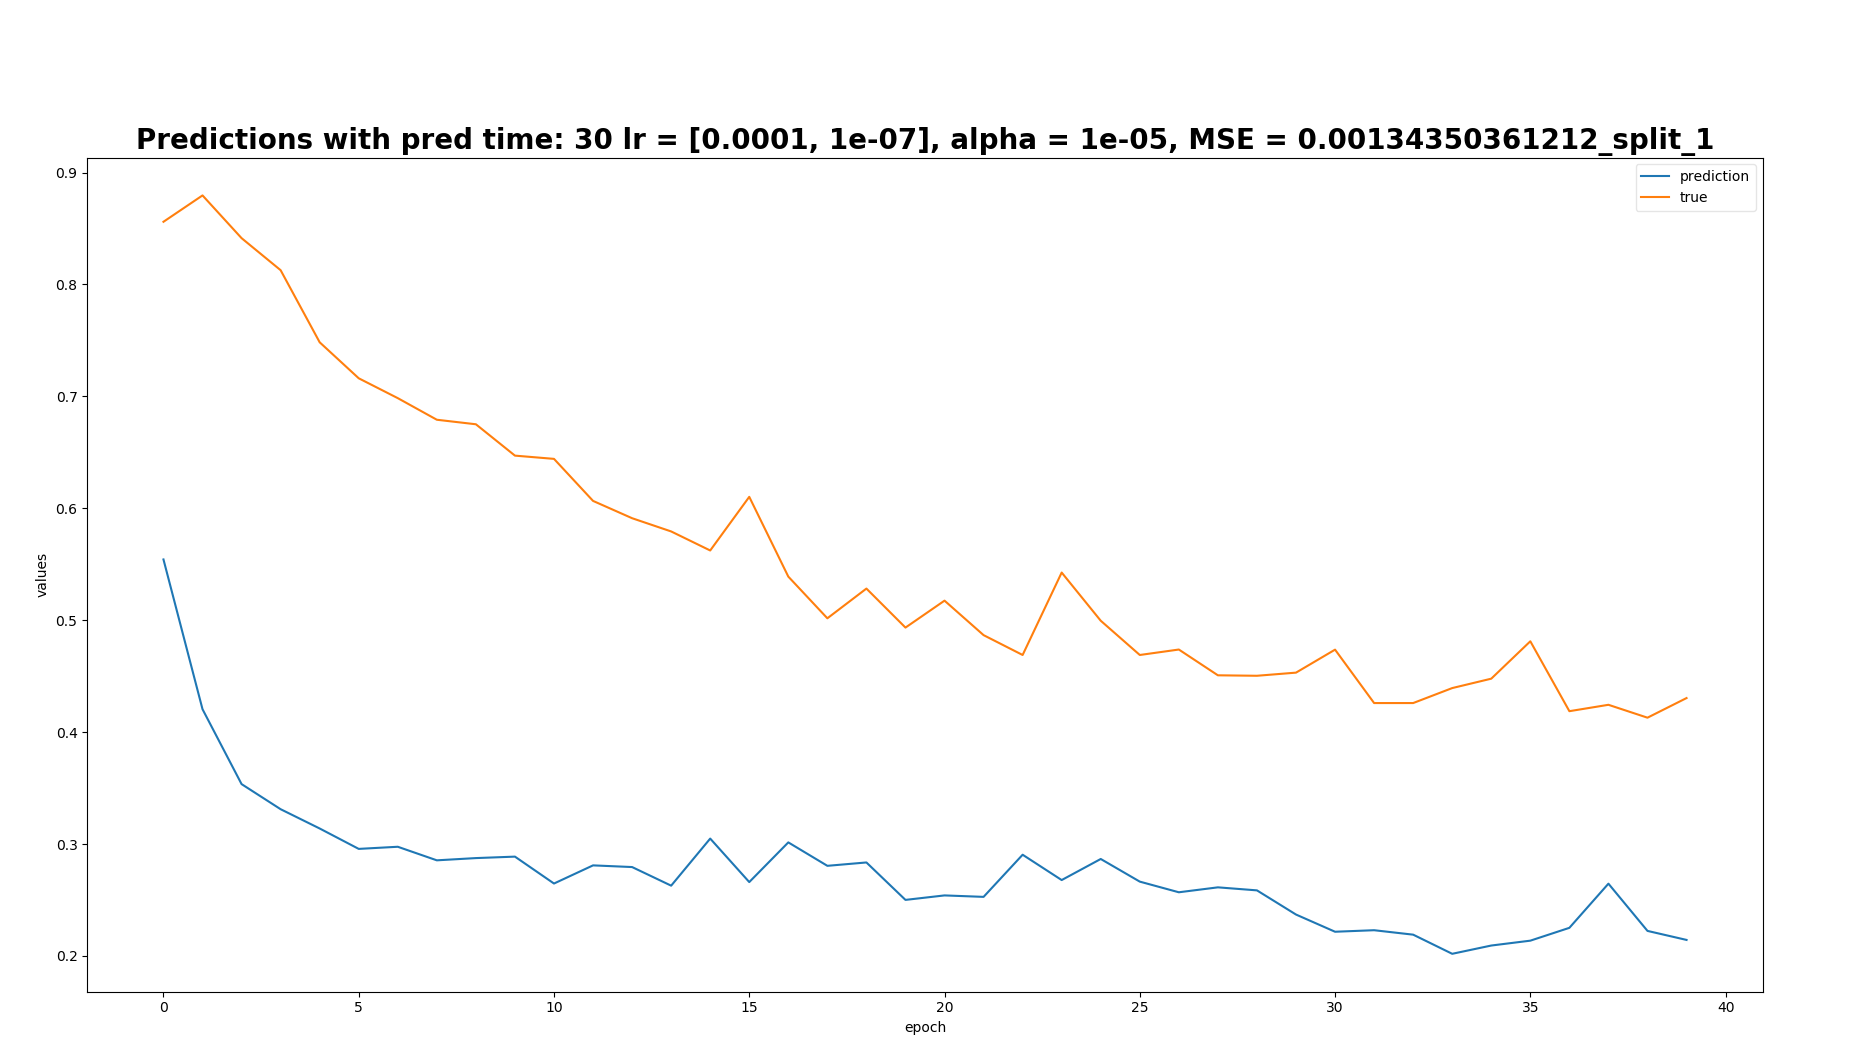 Predictions with pred time: 30 lr = [0.0001, 1e-07], alpha = 1e-05, MSE = 0.00134350361212_split_1
prediction
true
0.9
0.8
0.7
0.6
0.5
0.4
0.3
0.2
values
0 5 10 15 20 25 30 35 40
epoch